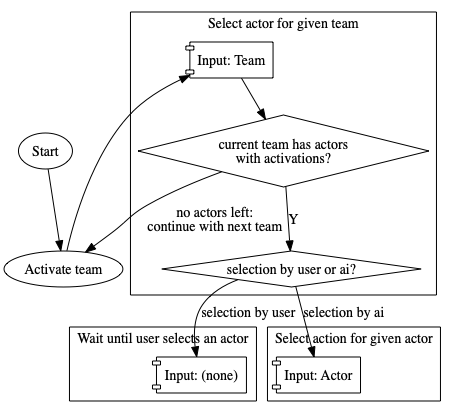 Select actor for given team
Input: Team
current team has actors
with activations?
Start
no actors left:
continue with next team
Y
Activate team
selection by user or ai?
selection by user
selection by ai
Wait until user selects an actor
Select action for given actor
Input: (none)
Input: Actor